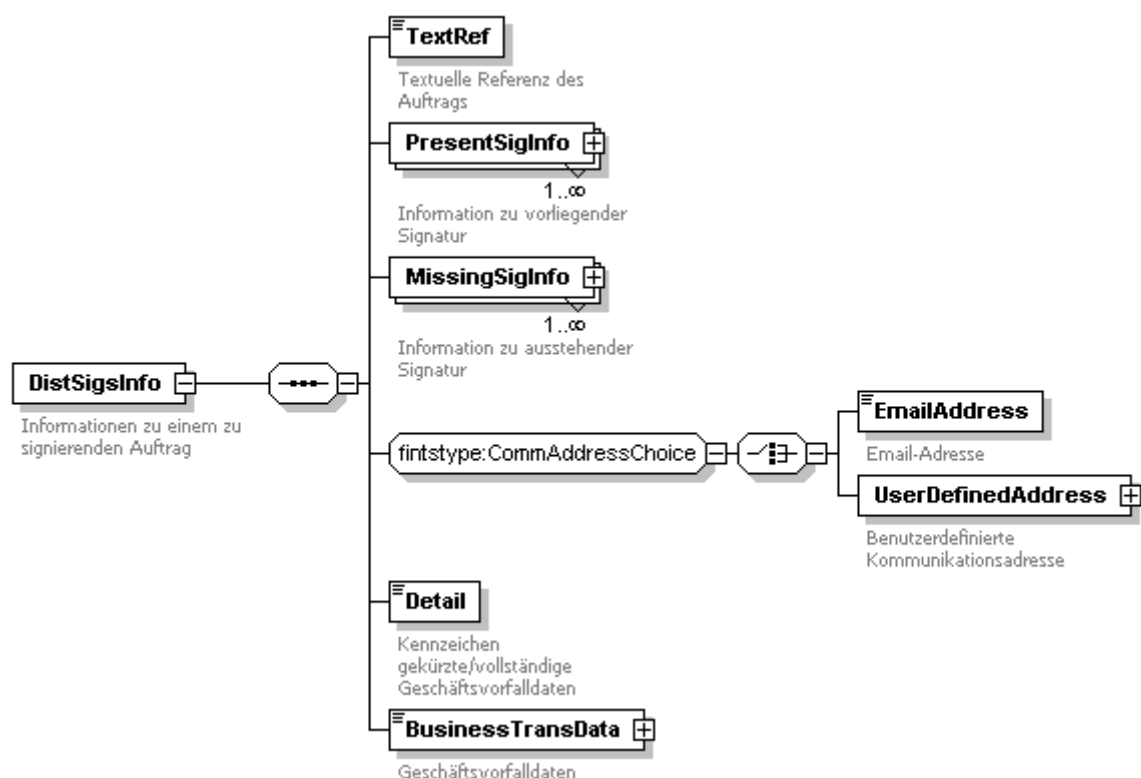 TextRef
Textuelle Referenz des
Auftrags
PresentSigInfo
1..∞
Information zu vorliegender
Signatur
MissingSigInfo
1..∞
Information zu ausstehender
Signatur
DistSigsInfo
Informationen zu einem zu
signierenden Auftrag
fintstype:CommAddressChoice
EmailAddress
Email-Adresse
UserDefinedAddress
Benutzerdefinierte
Kommunikationsadresse
Detail
Kennzeichen
gekürzte/vollständige
Geschäftsvorfalldaten
BusinessTransData
Geschäftsvorfalldaten